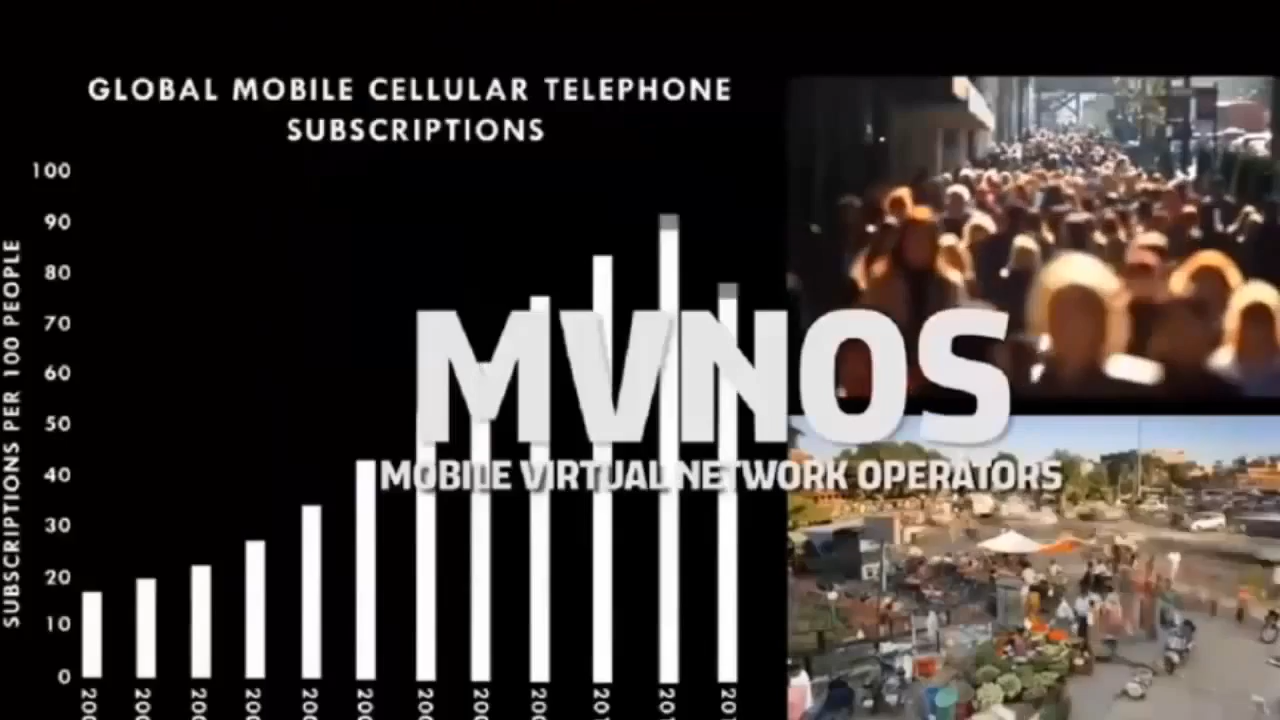 GLOBAL MOBILE CELLULAR TELEPHONE
SUBSCRIPTIONS
SUBSCRIPTIONS PER 100 PEOPLE
100
90
80
70
60
50
40
30
20
10
0
MVNOS
MOBILE VIRTUAL NETWORK OPERATORS